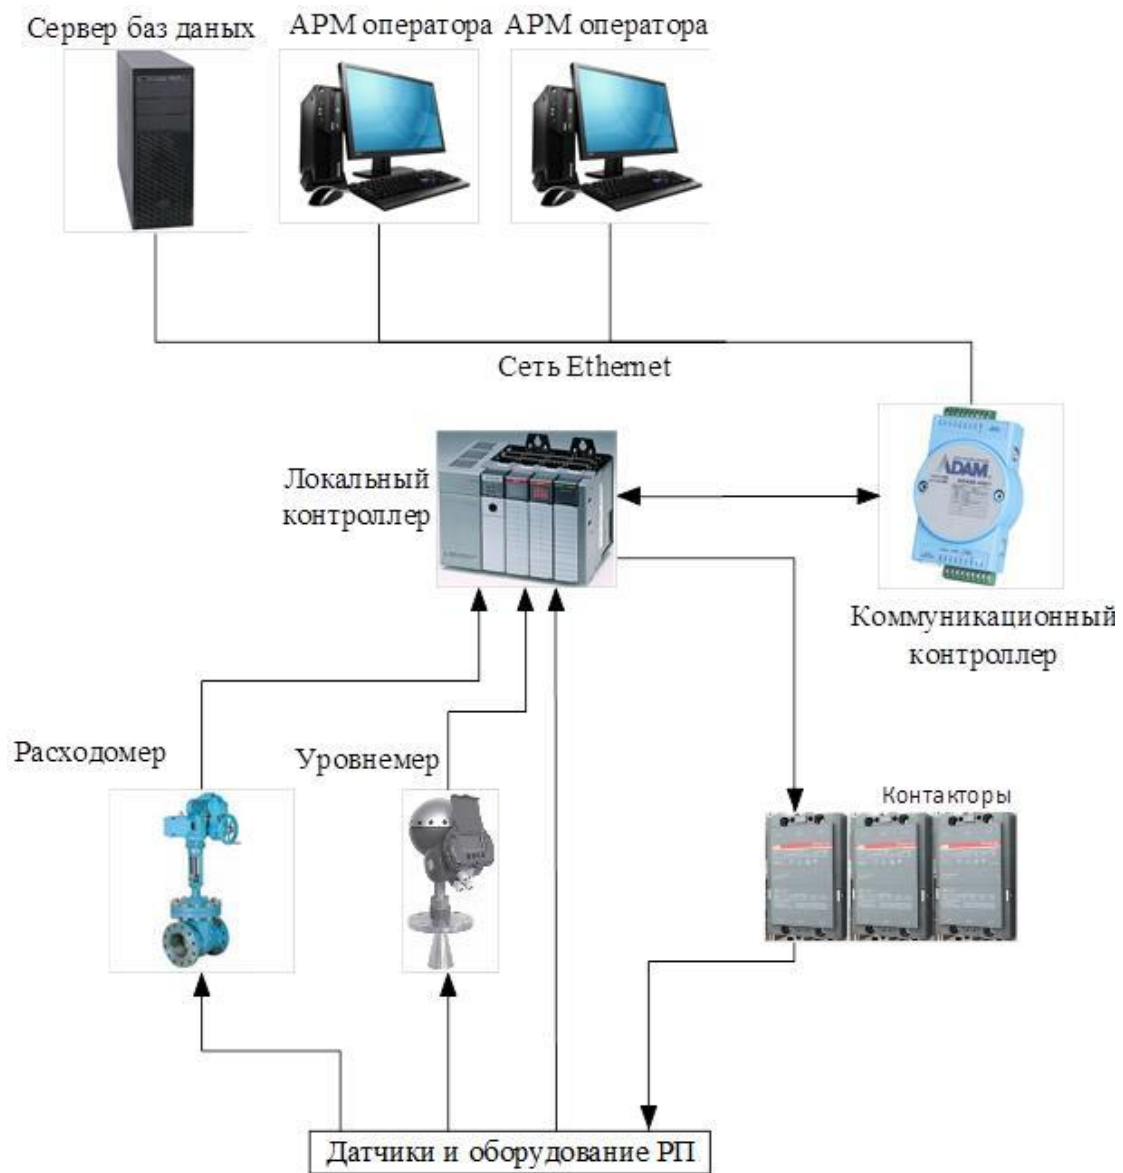 Сервер баз даных
АРМ оператора
АРМ оператора
Сеть Ethernet
Локальный
контроллер
ADAM
Коммуникационный
контроллер
Расходомер
Уровнемер
Контакторы
Датчики и оборудование РП